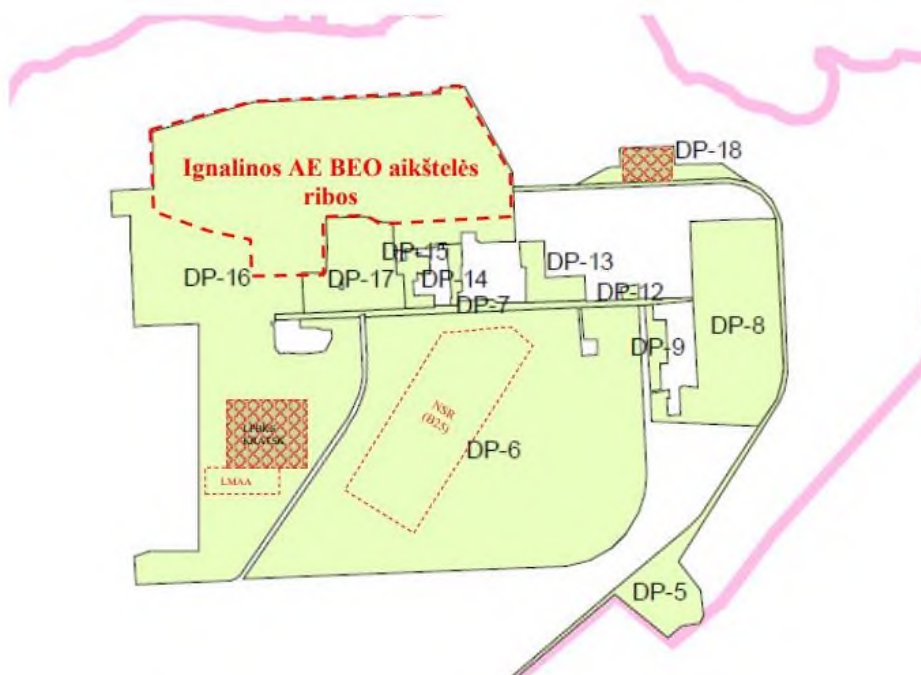 DP-18
Ignalinos AE BEO aikštelės
ribos
DP-15
DP-13
DP-16
DP-17
DP-14
DP-12
DP-7
DP-8
DP-9
NSR
(B25)
DP-6
KRATSK
LMAA
DP-5